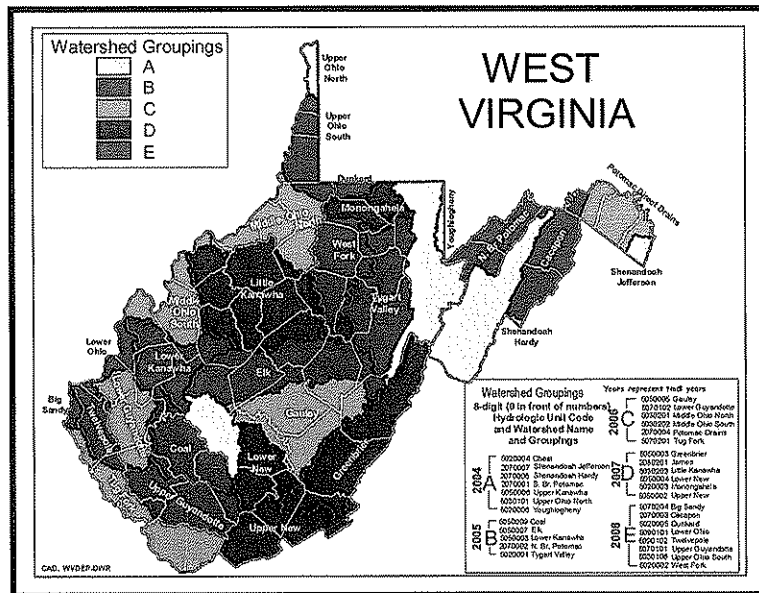 Watershed Groupings
A
B
C
D
E
WEST
VIRGINIA
Upper Ohio North
Upper Ohio South
Dunkard
Monongahela
Youghiogheny
Potomac Direct Drains
N. Br. Potomac
Cacapon
Shenandoah
Jefferson
West Fork
Little Kanawha
Tygart Valley
Middle Ohio South
Shenandoah
Hardy
Lower Ohio
Lower Kanawha
Elk
Big Sandy
Gauley
Coal
Lower New
Greenbrier
Upper Guyandotte
Upper New
CAD, WVDEP-DWR
Watershed Groupings
8-digit (0 in front of numbers)
Hydrologic Unit Code
and Watershed Name
and Groupings
2004
A
5020004 Cheat
2070007 Shenandoah Jefferson
Shenandoah Hardy
2070001 S. Br. Potomac
5050006 Upper Kanawha
5030101 Upper Ohio North
5020006 Youghiogheny
2005
B
5050009 Coal
5050007 Elk
Lower Kanawha
2070002 N. Br. Potomac
5020001 Tygart Valley
Years represent TMDL years
2006
C
5050005 Gauley
5070102 Lower Guyandotte
5030201 Middle Ohio North
5030202 Middle Ohio South
2070004 Potomac Drains
5070201 Tug Fork
2007
D
5050003 Greenbrier
James
5030203 Little Kanawha
5050004 Lower New
5020003 Monongahela
5050002 Upper New
2008
E
5070204 Big Sandy
2070003 Cacapon
5020005 Dunkard
5090101 Lower Ohio
5090102 Twelvepole
5070101 Upper Guyandotte
5030106 Upper Ohio South
5020002 West Fork